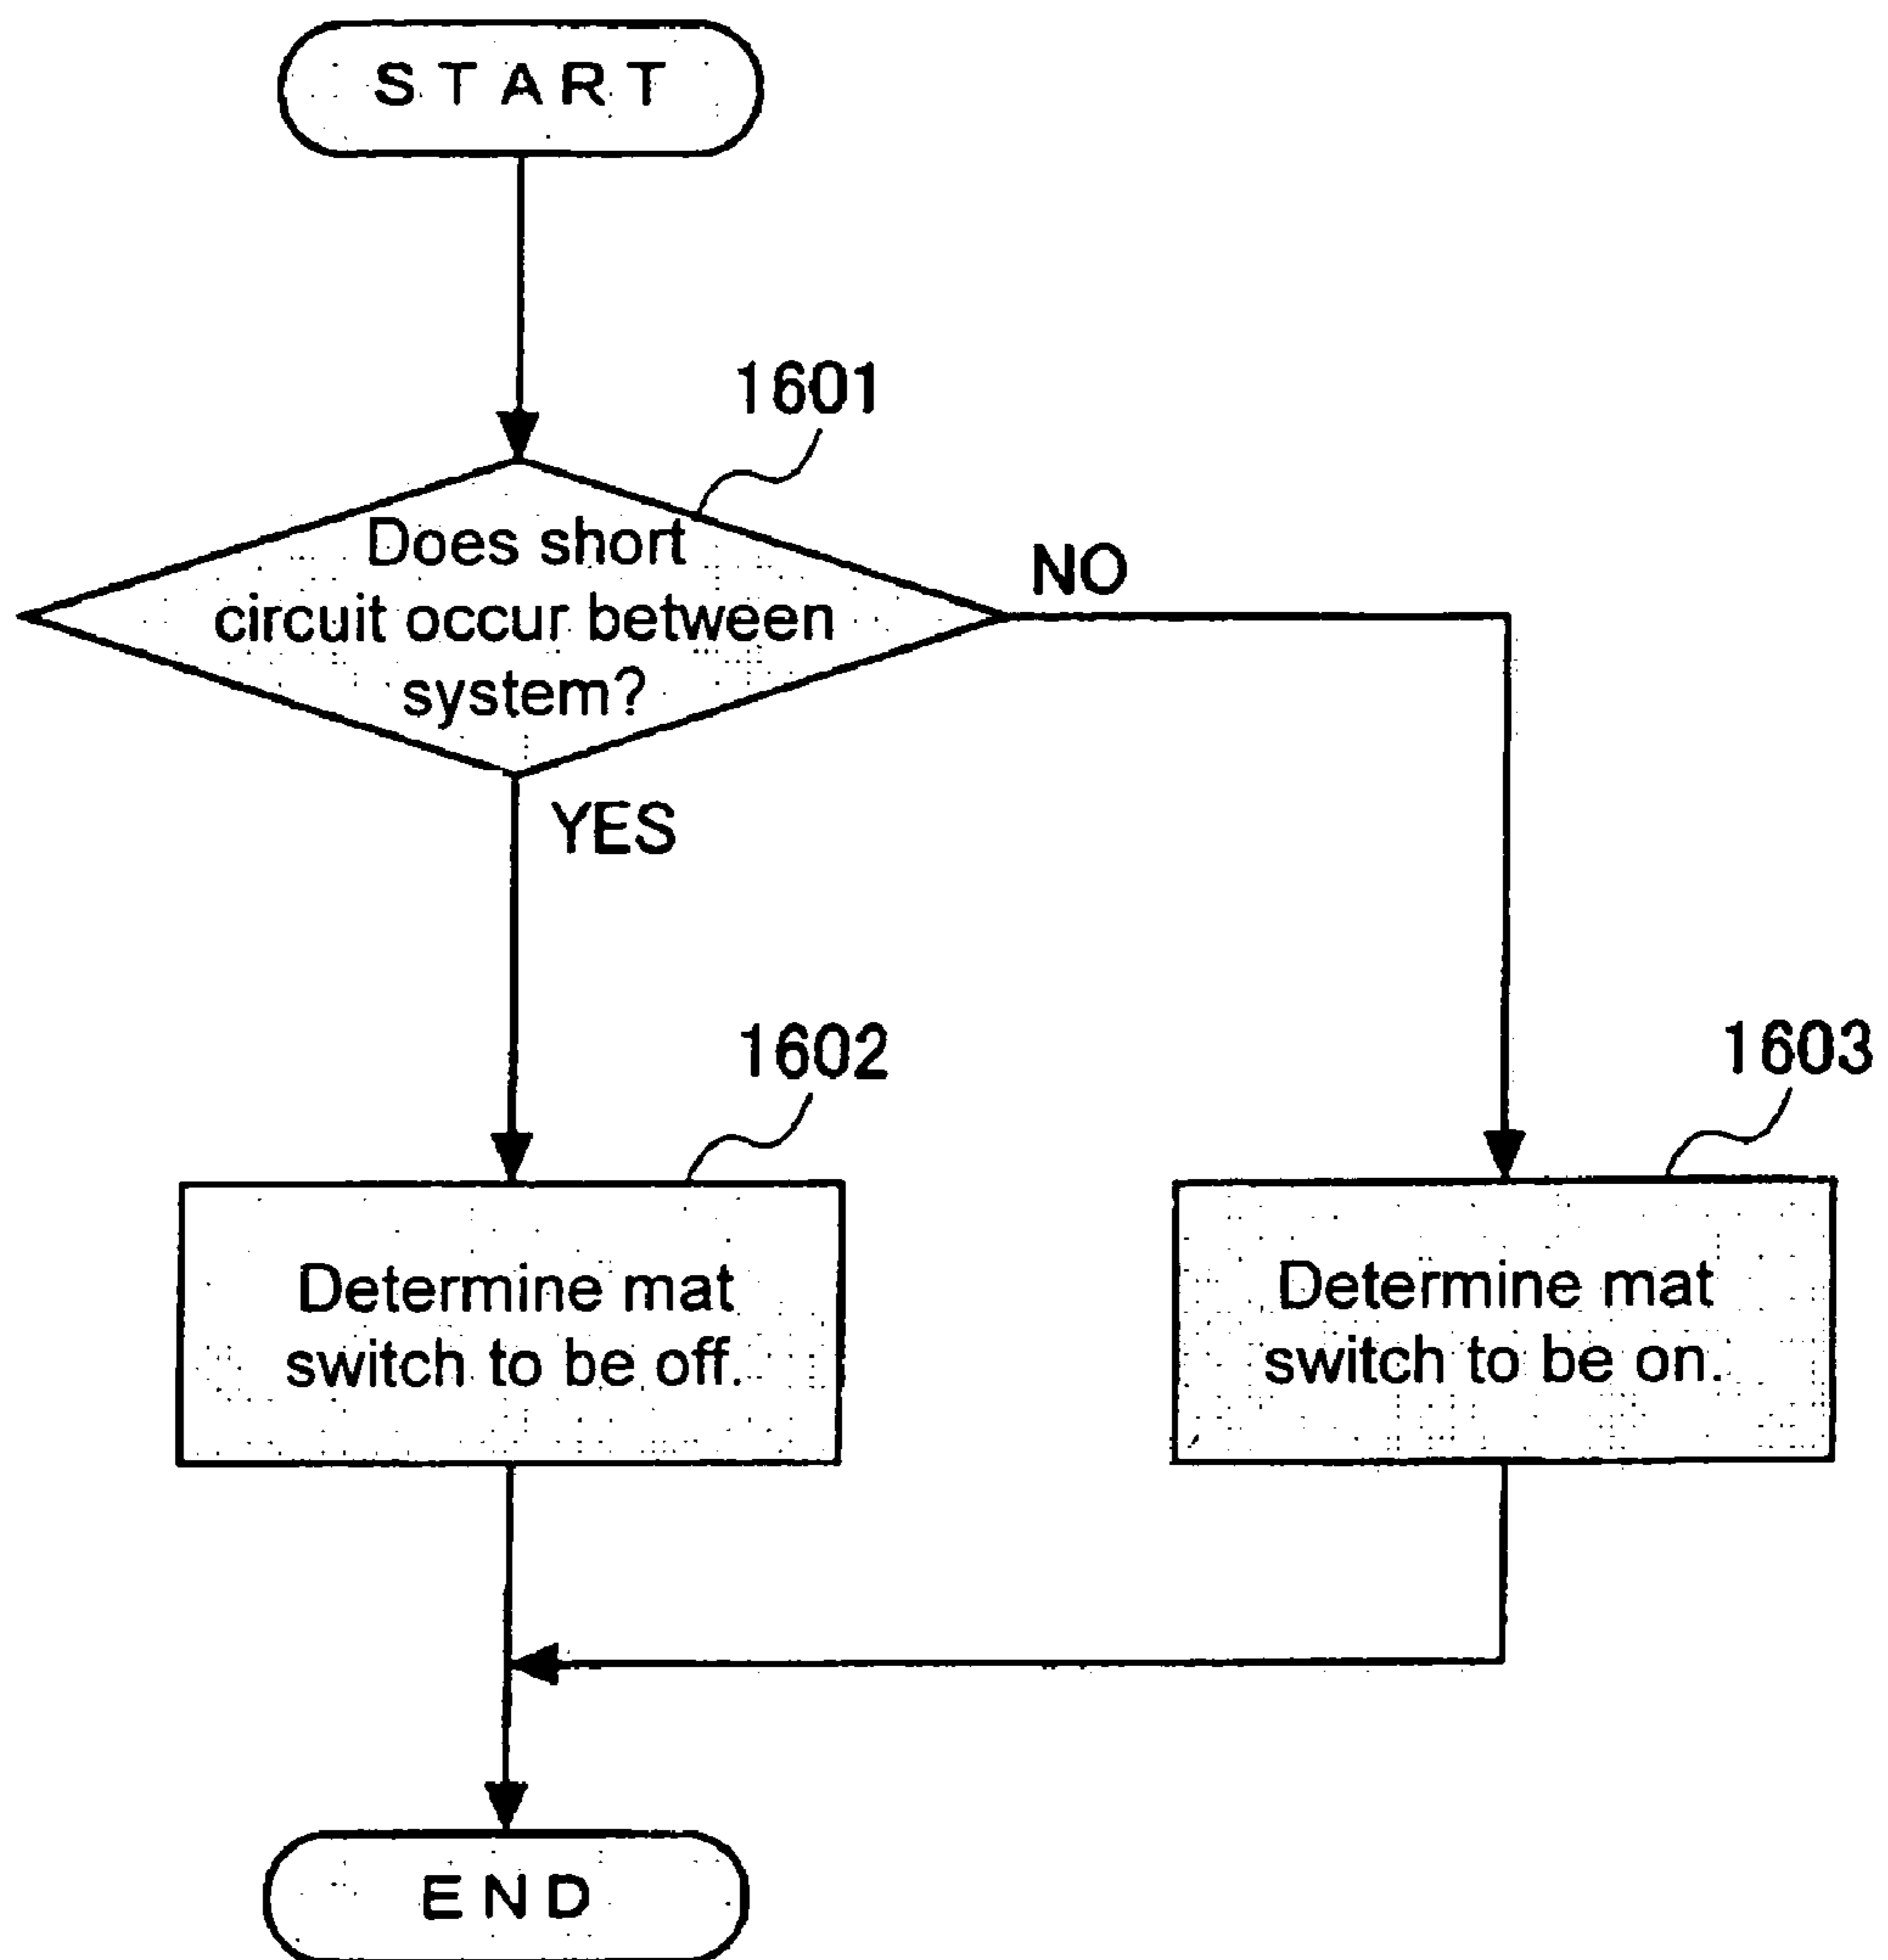 START
1601
Does short
circuit occur between
system?
NO
YES
1602
1603
Determine mat
switch to be off.
Determine mat
switch to be on.
END